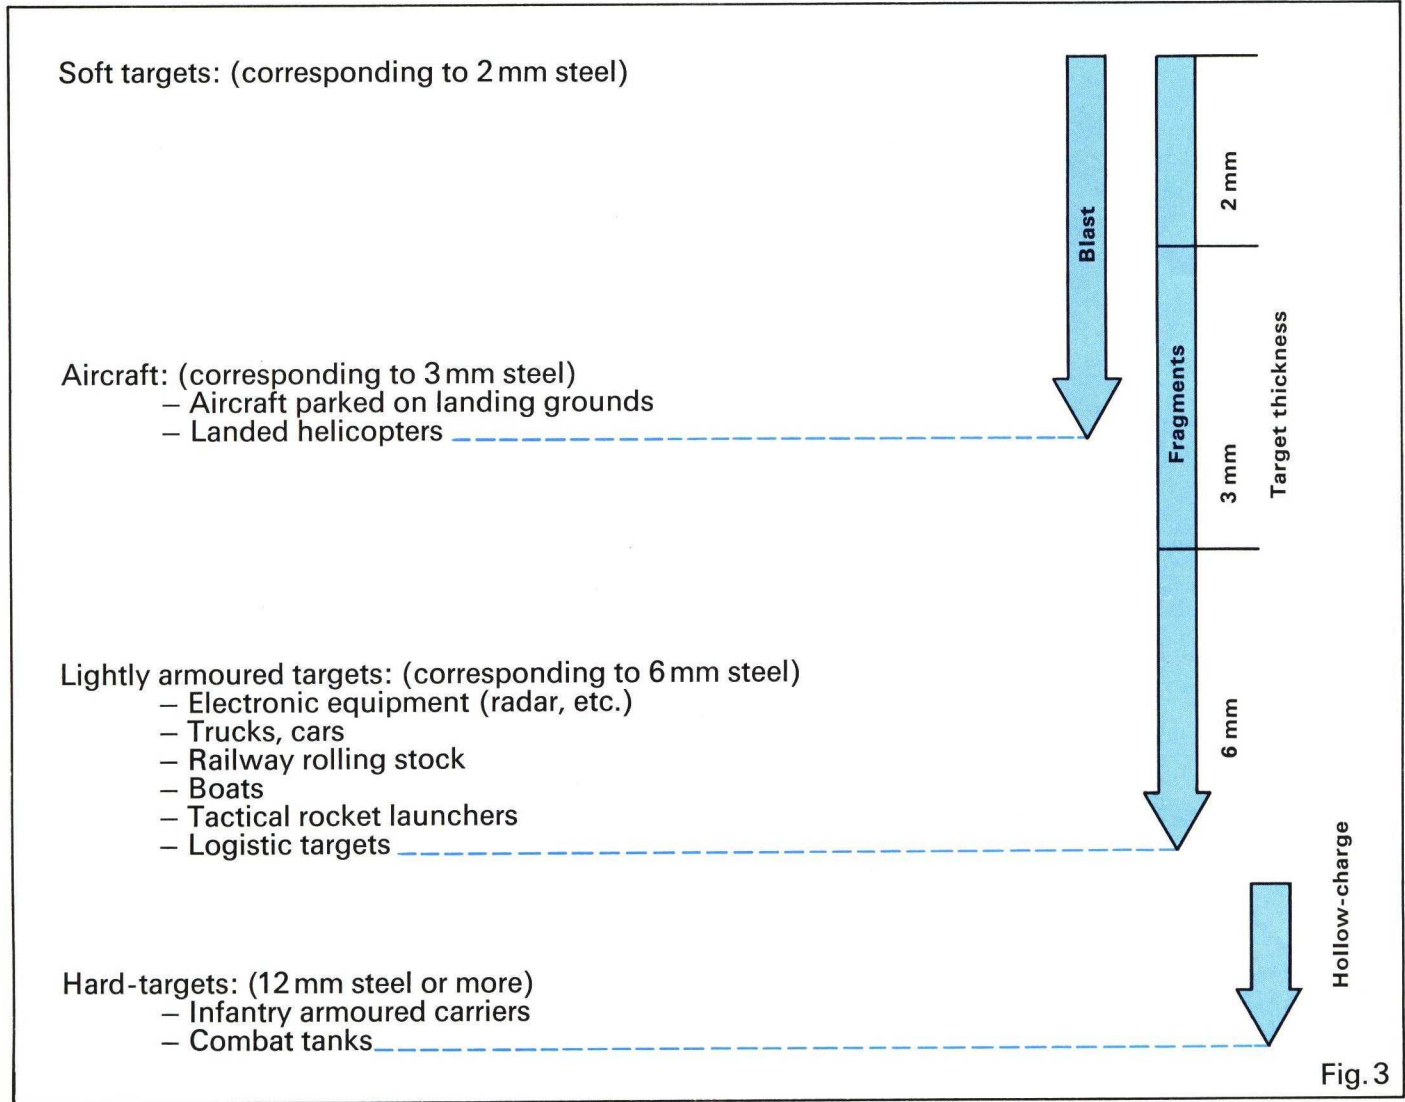 Soft targets: (corresponding to 2 mm steel)
Aircraft: (corresponding to 3 mm steel)
– Aircraft parked on landing grounds
– Landed helicopters
Lightly armoured targets: (corresponding to 6 mm steel)
– Electronic equipment (radar, etc.)
– Trucks, cars
– Railway rolling stock
– Boats
– Tactical rocket launchers
– Logistic targets
Hard-targets: (12 mm steel or more)
– Infantry armoured carriers
– Combat tanks
Blast
Fragments
2 mm
3 mm
6 mm
Target thickness
Hollow-charge
Fig. 3